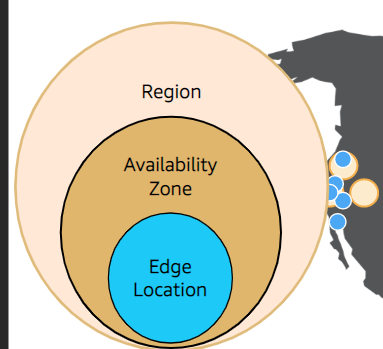 Region
Availability
Zone
Edge
Location